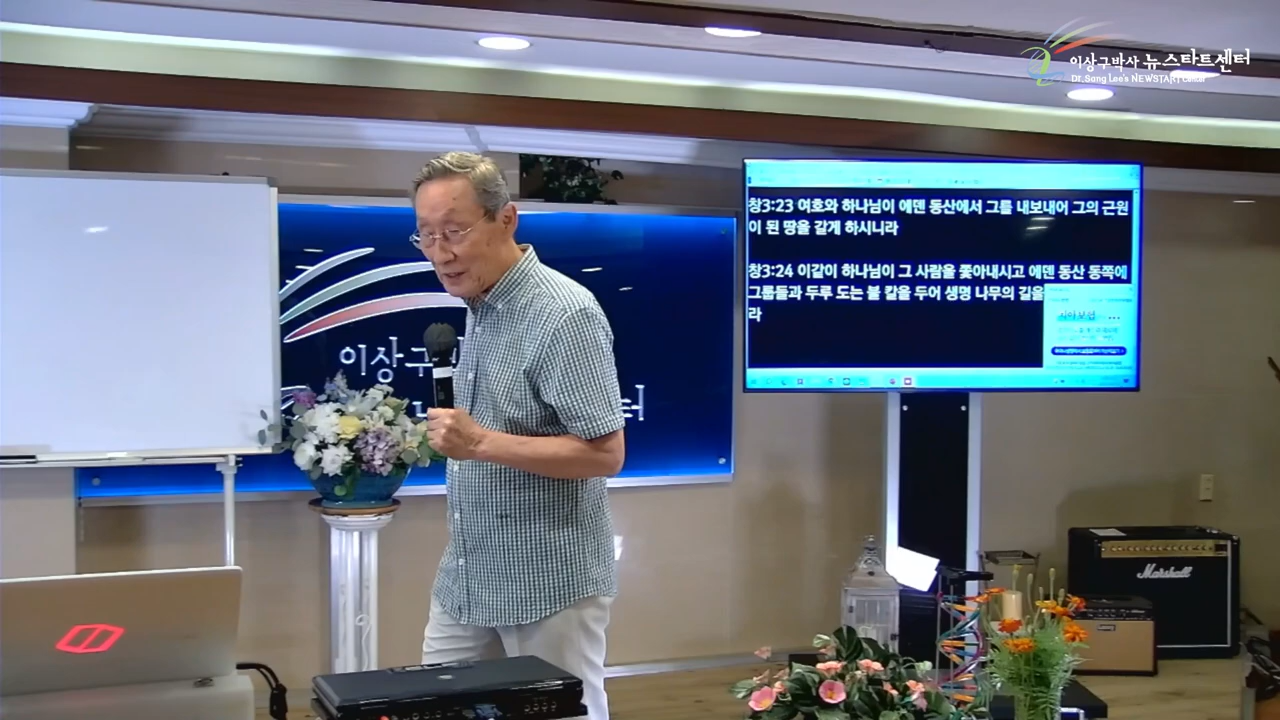 이상구박사 뉴스타트센터
Dr.Sang Lee's NEWSTART Center
창3:23 여호와 하나님이 에덴 동산에서 그를 내보내어 그의 근원
이 된 땅을 갈게 하시니라
창3:24 이같이 하나님이 그 사람을 쫓아내시고 에덴 동산 동쪽에
그룹들과 두루 도는 불 칼을 두어 생명 나무의 길을
라
이상구
터
Marshall